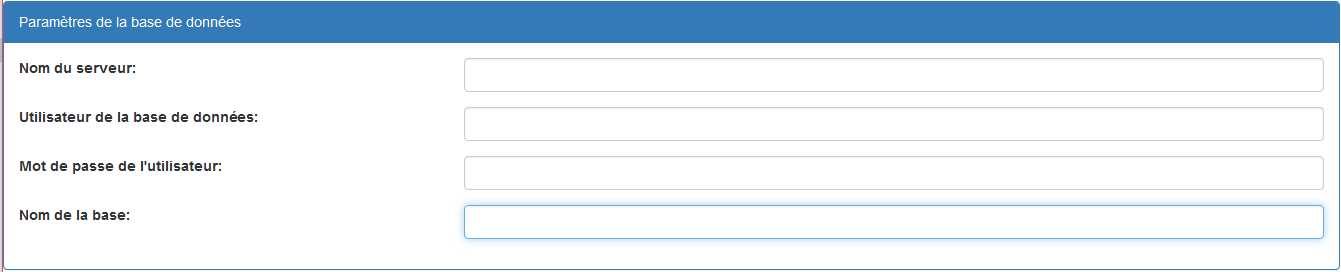 Paramètres de la base de données
Nom du serveur:
Utilisateur de la base de données:
Mot de passe de l'utilisateur:
Nom de la base: